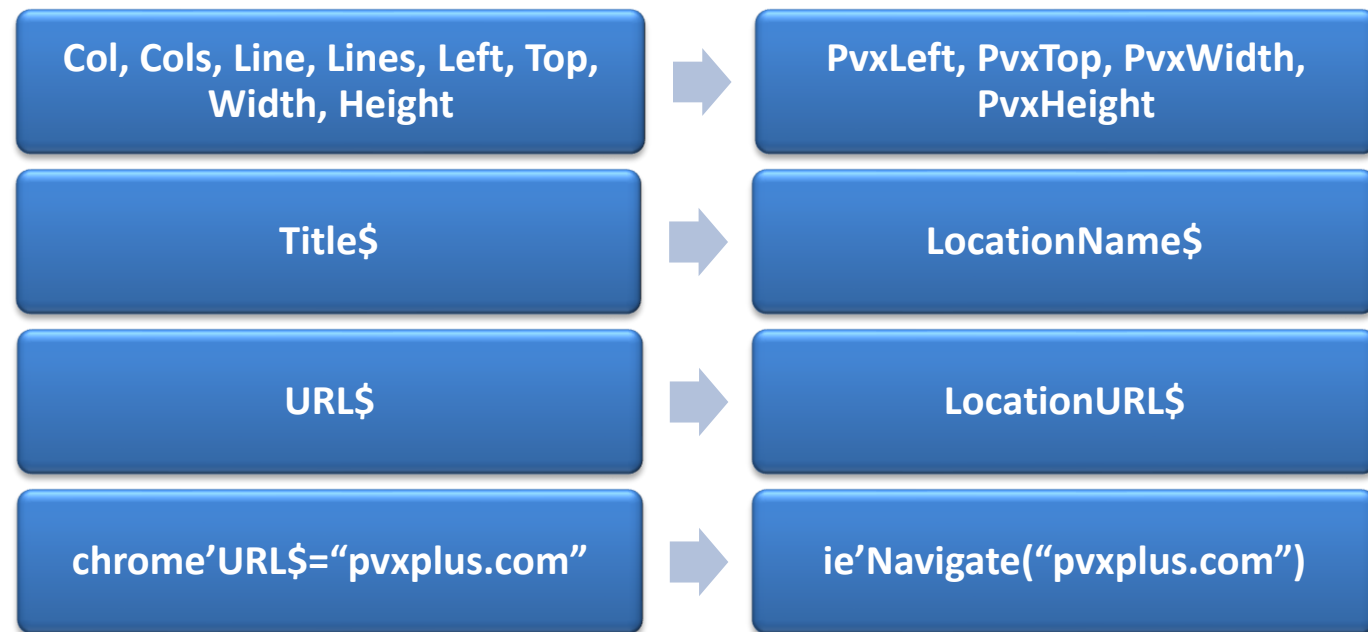 Col, Cols, Line, Lines, Left, Top,
Width, Height
PvxLeft, PvxTop, PvxWidth,
PvxHeight
Title$
LocationName$
URL$
LocationURL$
chrome’URL$=“pvxplus.com”
ie’Navigate(“pvxplus.com”)